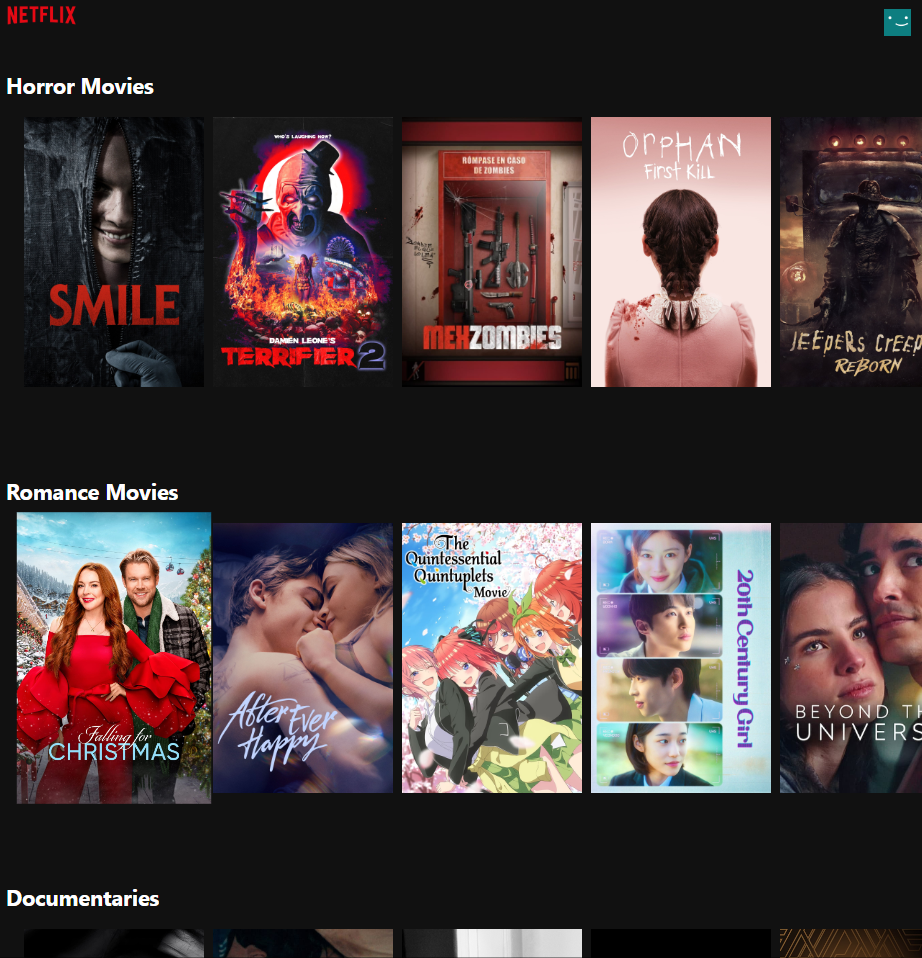 NETFLIX
Horror Movies
SMILE
WHO'S LAUGHING NOW?
DAMIEN LEONE'S
TERRIFIER 2
RÓMPASE EN CASO
DE ZOMBIES
MEXZOMBIES
ORPHAN
First Kill
JEEPERS CREEP
REBORN
Romance Movies
Falling for
CHRISTMAS
After Ever
Happy
The
Quintessential
Quintuplets
Movie
20th Century Girl
BEYOND TH
UNIVERS
Documentaries